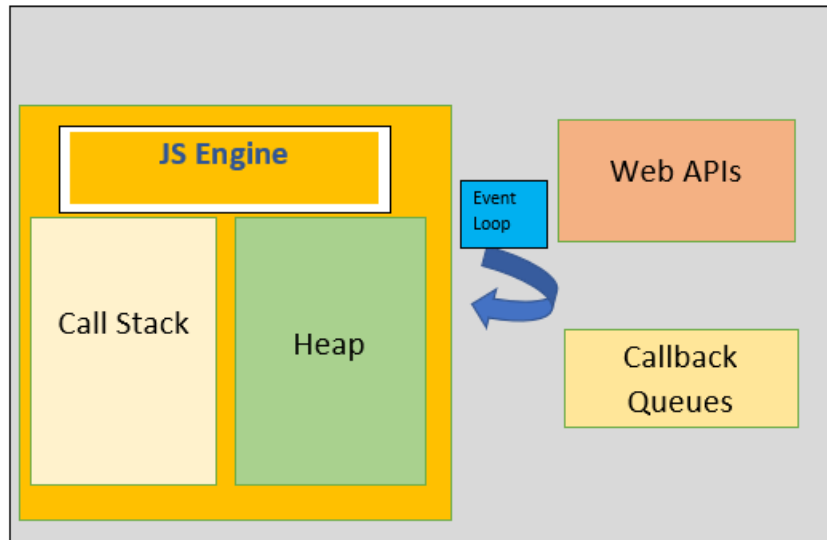 JS Engine
Web APIs
Event
Loop
Call Stack
Heap
Callback
Queues